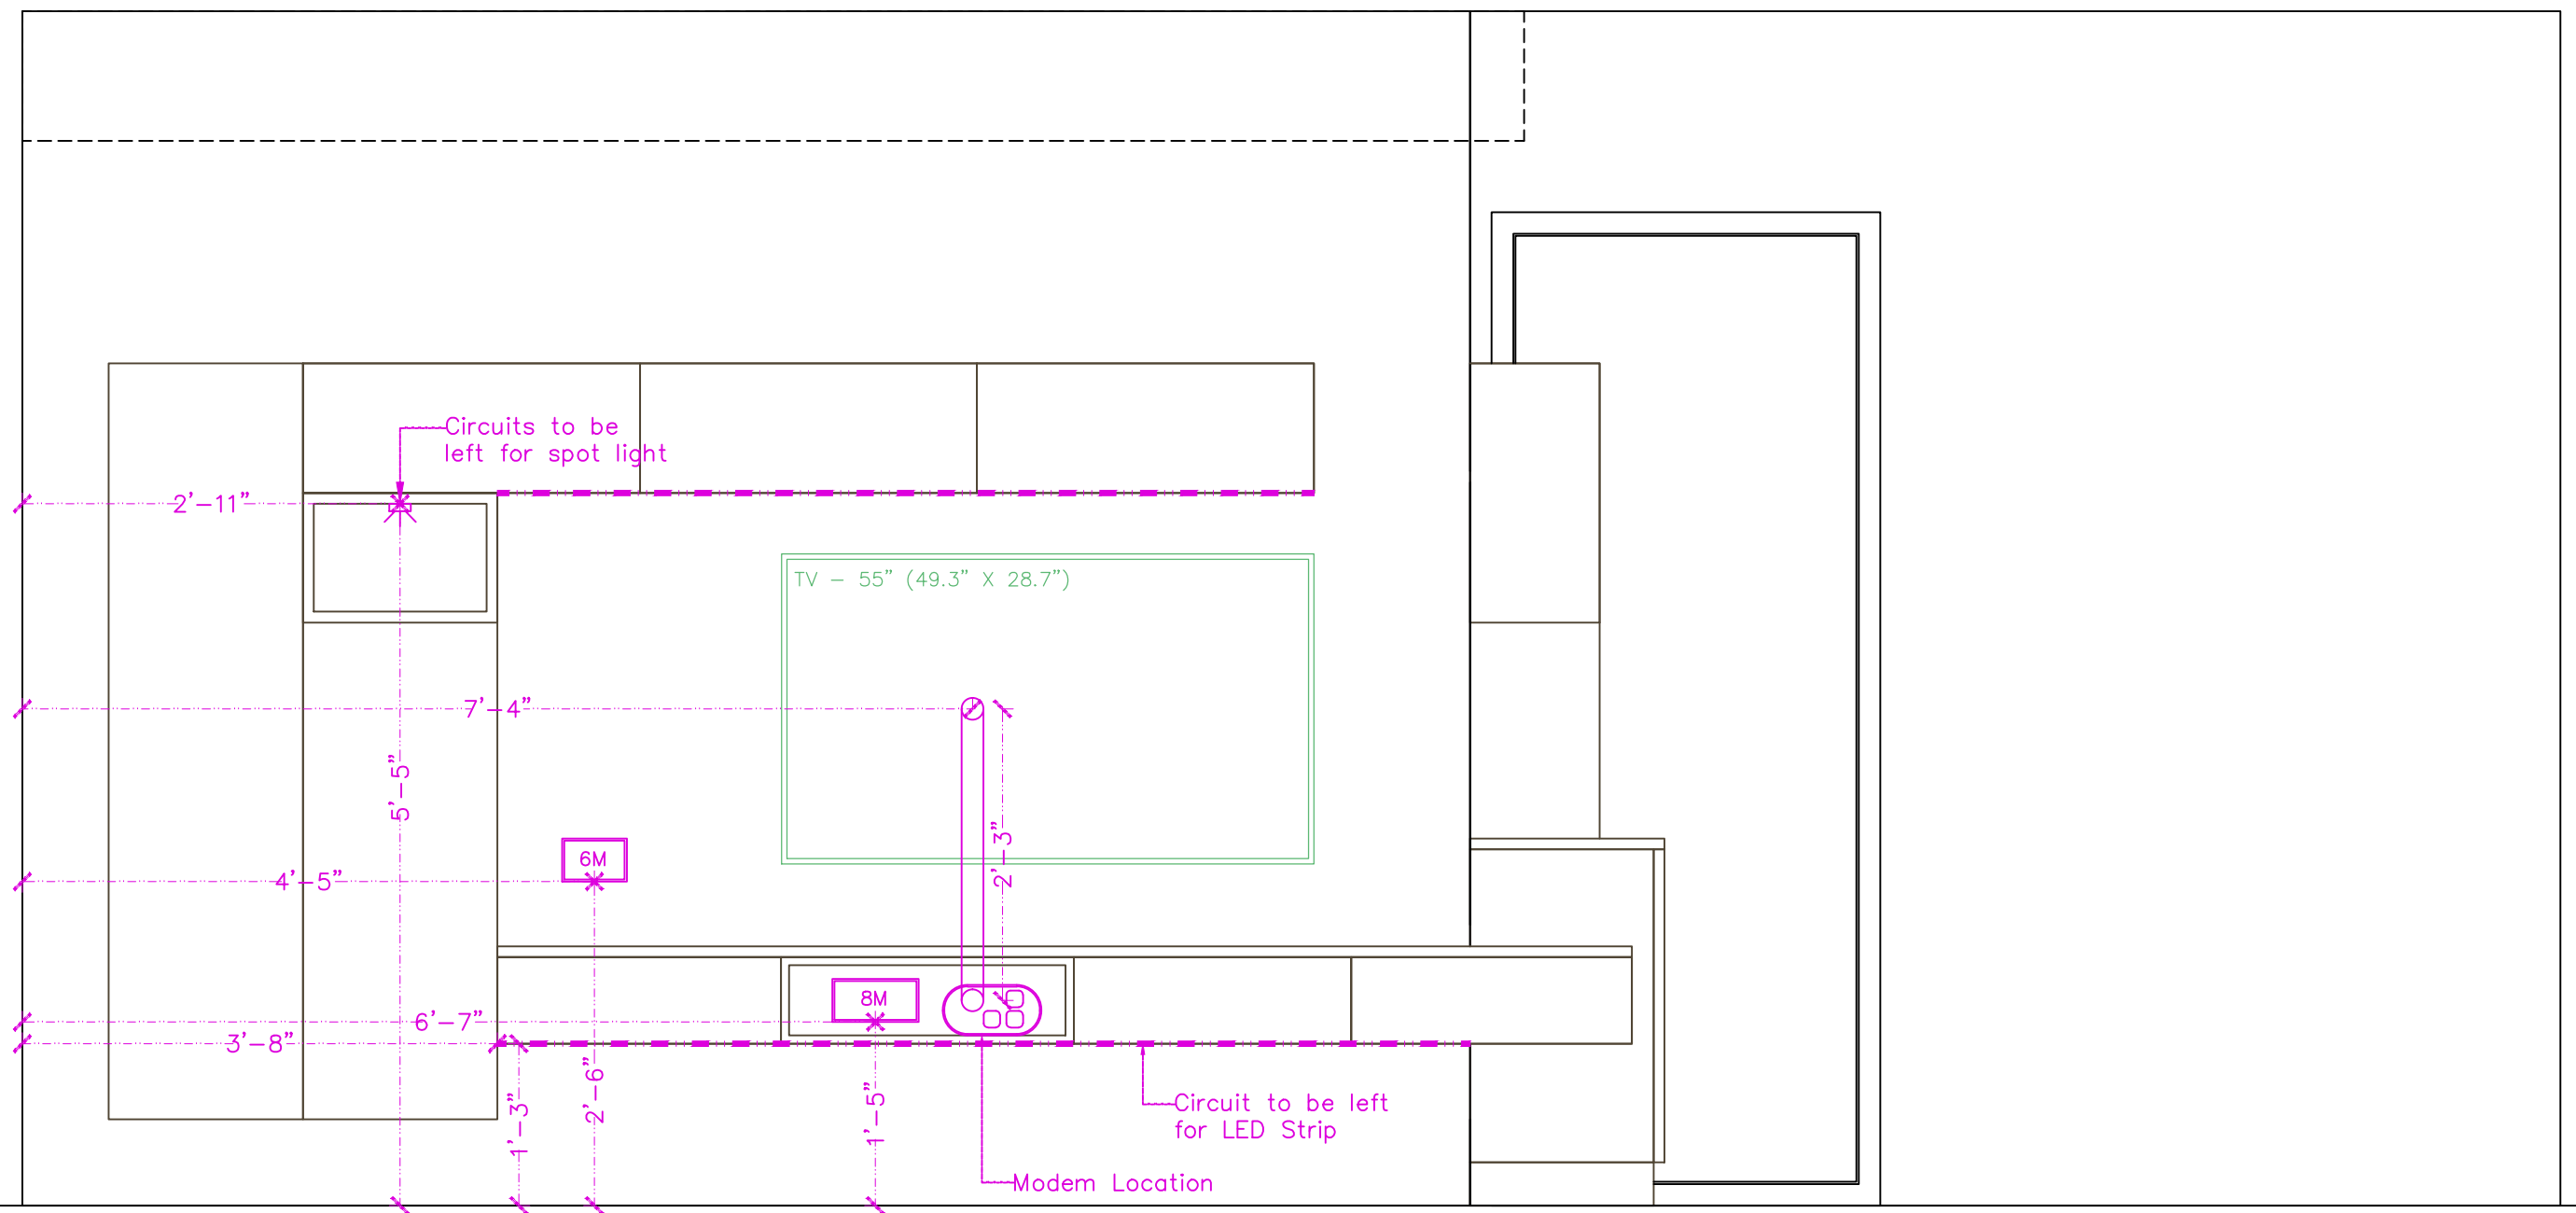 Circuits to be
left for spot light
2'-11"
TV - 55" (49.3" X 28.7")
7'-4"
5'-5"
2'-3"
6M
4'-5"
8M
6'-7"
3'-8"
1'-3"
2'-6"
1'-5"
Circuit to be left
for LED Strip
Modem Location